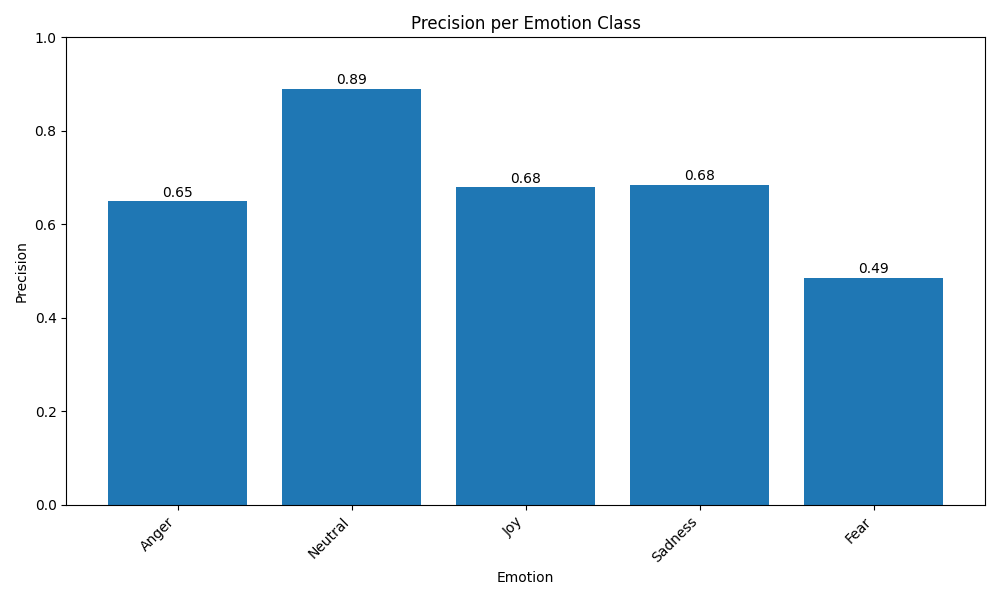 Precision per Emotion Class
1.0
0.8
0.6
0.4
0.2
0.0
Precision
0.65
0.89
0.68
0.68
0.49
Anger
Neutral
Joy
Sadness
Fear
Emotion